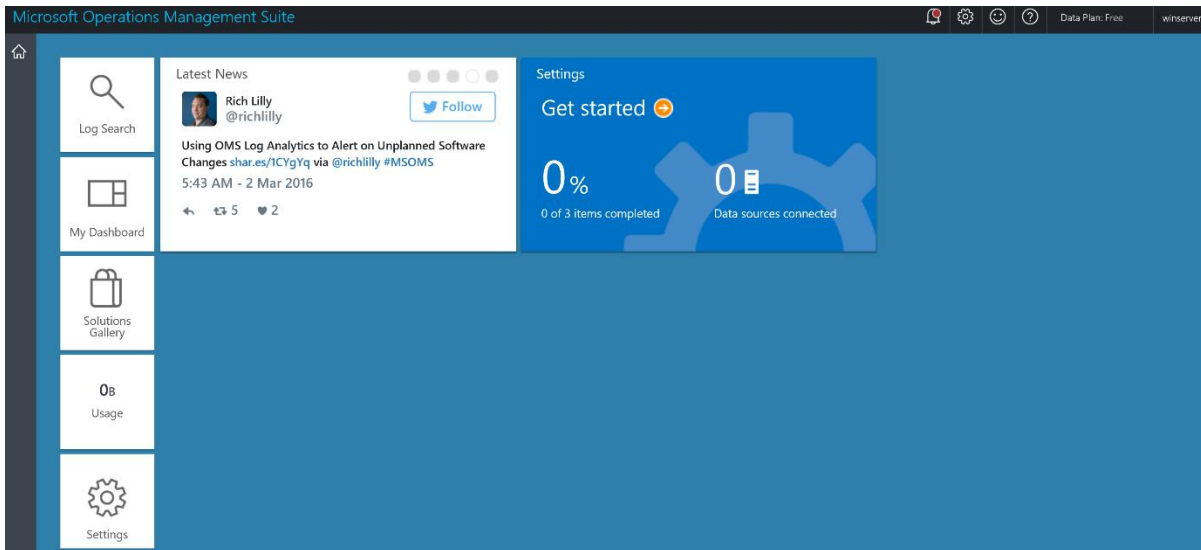 Microsoft Operations Management Suite
Data Plan: Free
winserver
Log Search
My Dashboard
Solutions
Gallery
0B
Usage
Settings
Latest News
Rich Lilly
@richlilly
Follow
Using OMS Log Analytics to Alert on Unplanned Software
Changes shar.es/1CYgYq via @richlilly #MSOMS
5:43 AM - 2 Mar 2016
5
2
Settings
Get started
0%
0 of 3 items completed
0
Data sources connected